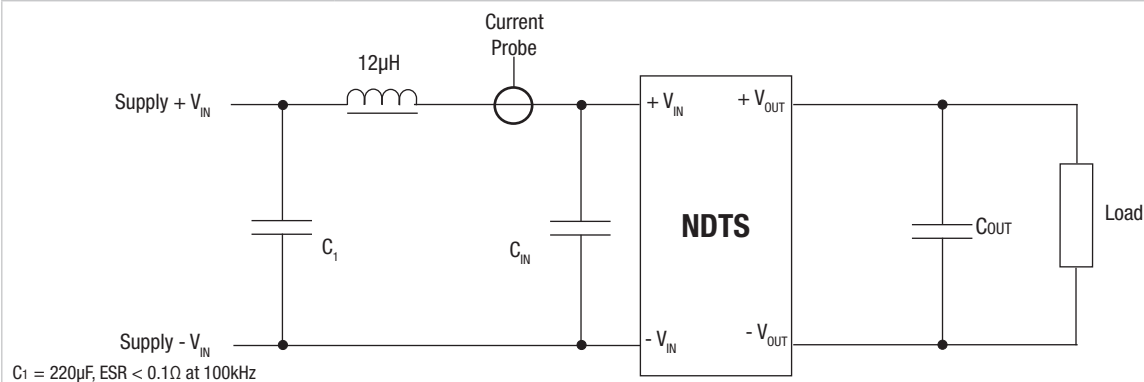 Current
Probe
12µH
Supply + VIN
+ VIN
+ VOUT
C1
CIN
NDTS
COUT
Load
Supply - VIN
- VIN
- VOUT
C1 = 220µF, ESR < 0.1Ω at 100kHz